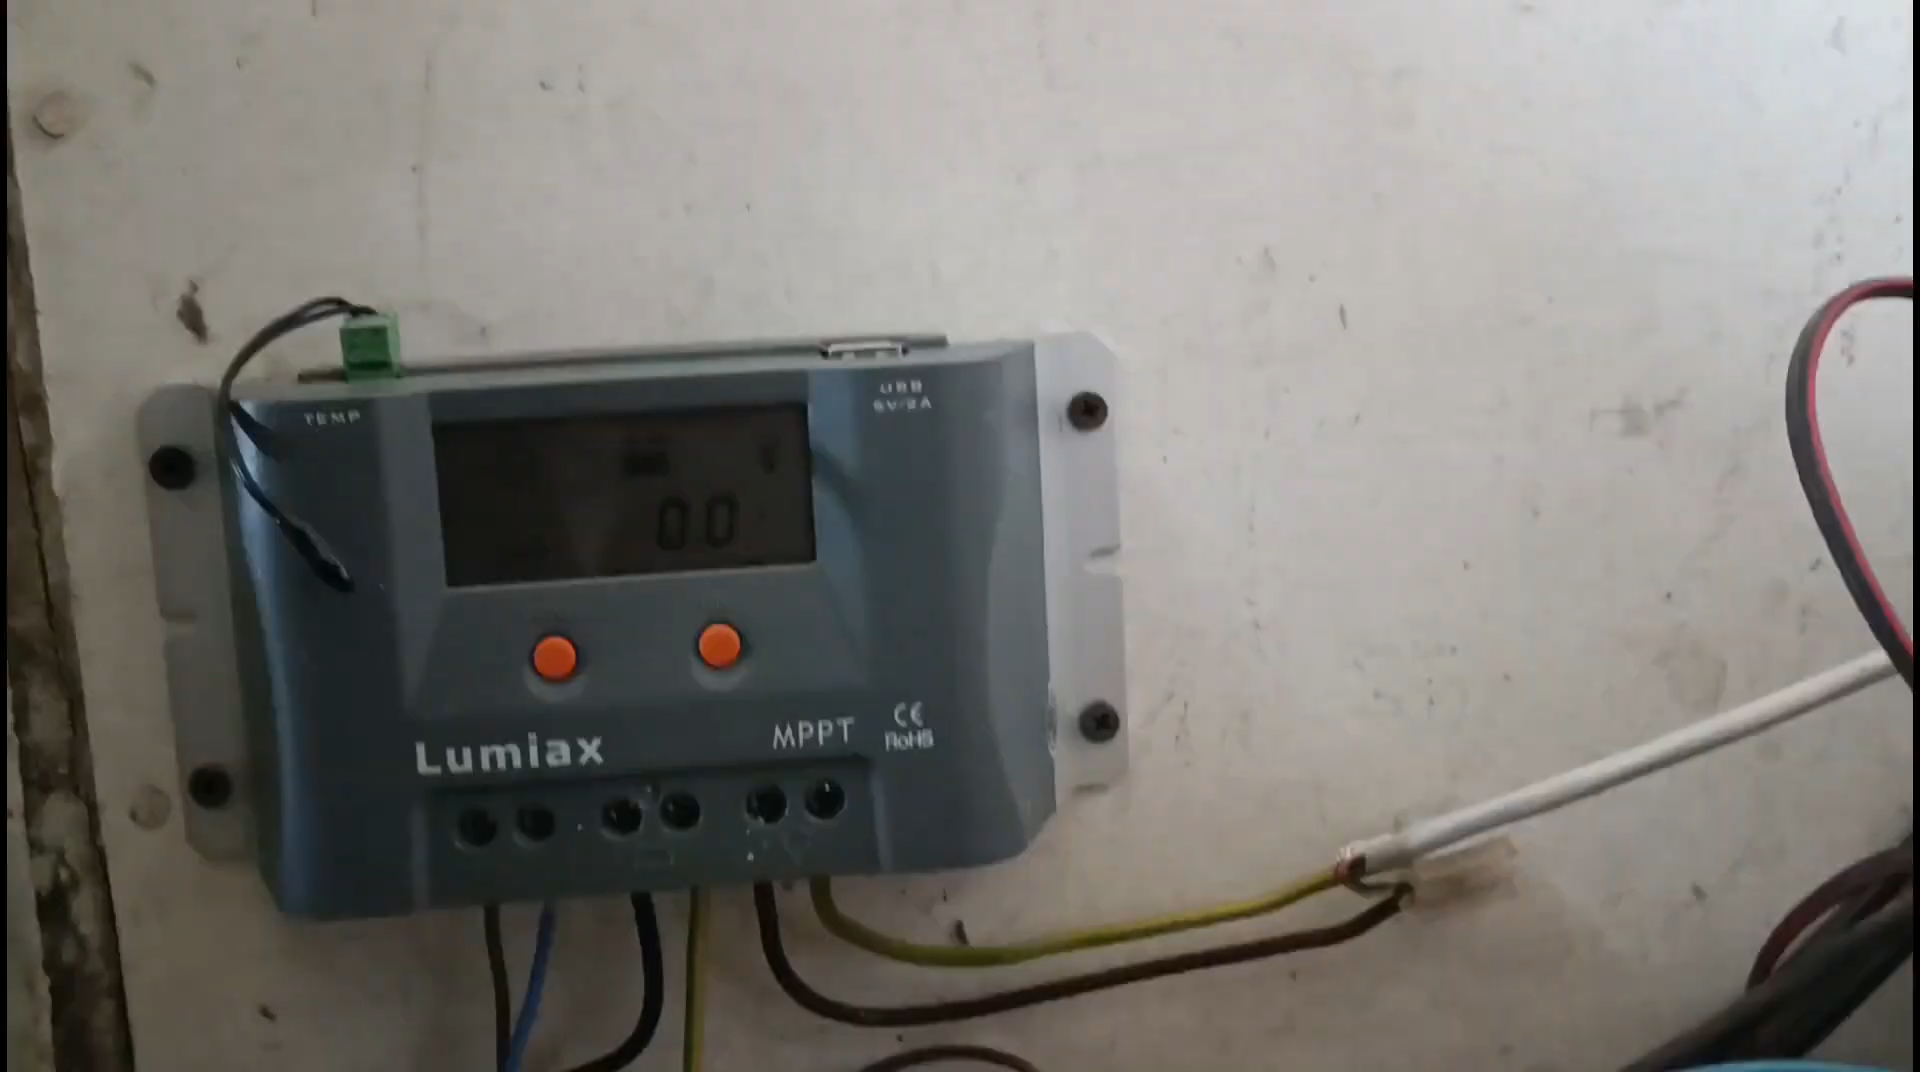 TEMP
USB
5V/2A
00
Lumiax
MPPT
CE
RoHS